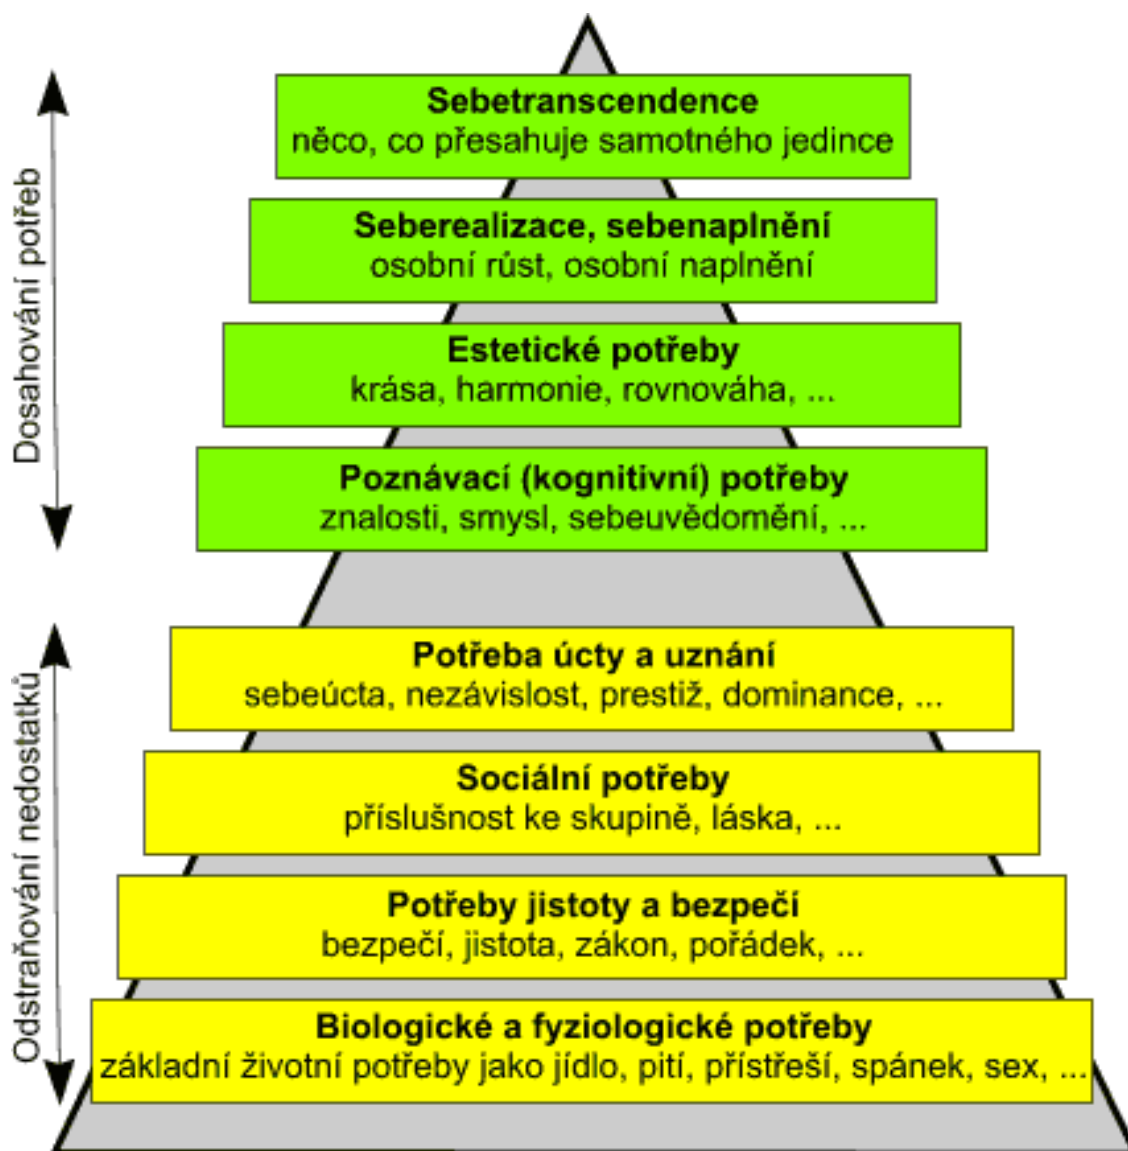 Sebetranscendence
něco, co přesahuje samotného jedince
Seberealizace, sebenaplnění
osobní růst, osobní naplnění
Estetické potřeby
krása, harmonie, rovnováha, ...
Poznávací (kognitivní) potřeby
znalosti, smysl, sebeuvědomění, ...
Dosahování potřeb
Potřeba úcty a uznání
sebeúcta, nezávislost, prestiž, dominance, ...
Sociální potřeby
příslušnost ke skupině, láska, ...
Potřeby jistoty a bezpečí
bezpečí, jistota, zákon, pořádek, ...
Biologické a fyziologické potřeby
základní životní potřeby jako jídlo, pití, přístřeší, spánek, sex, ...
Odstraňování nedostatků